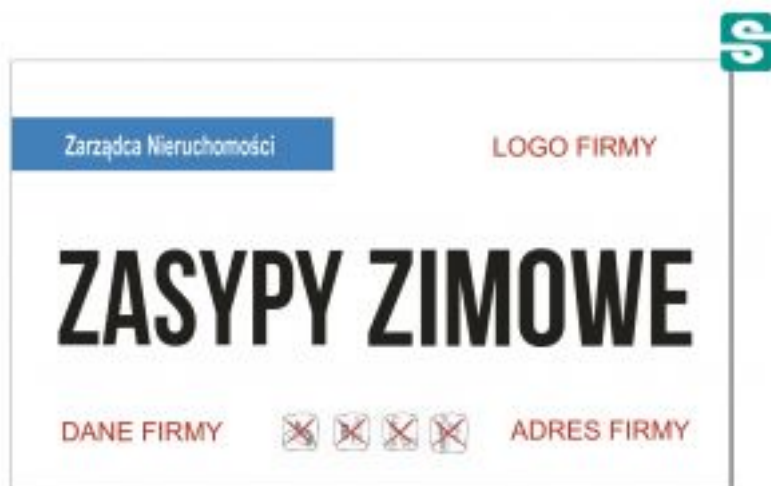 S
Zarządca Nieruchomości
LOGO FIRMY
ZASYPY ZIMOWE
DANE FIRMY
ADRES FIRMY